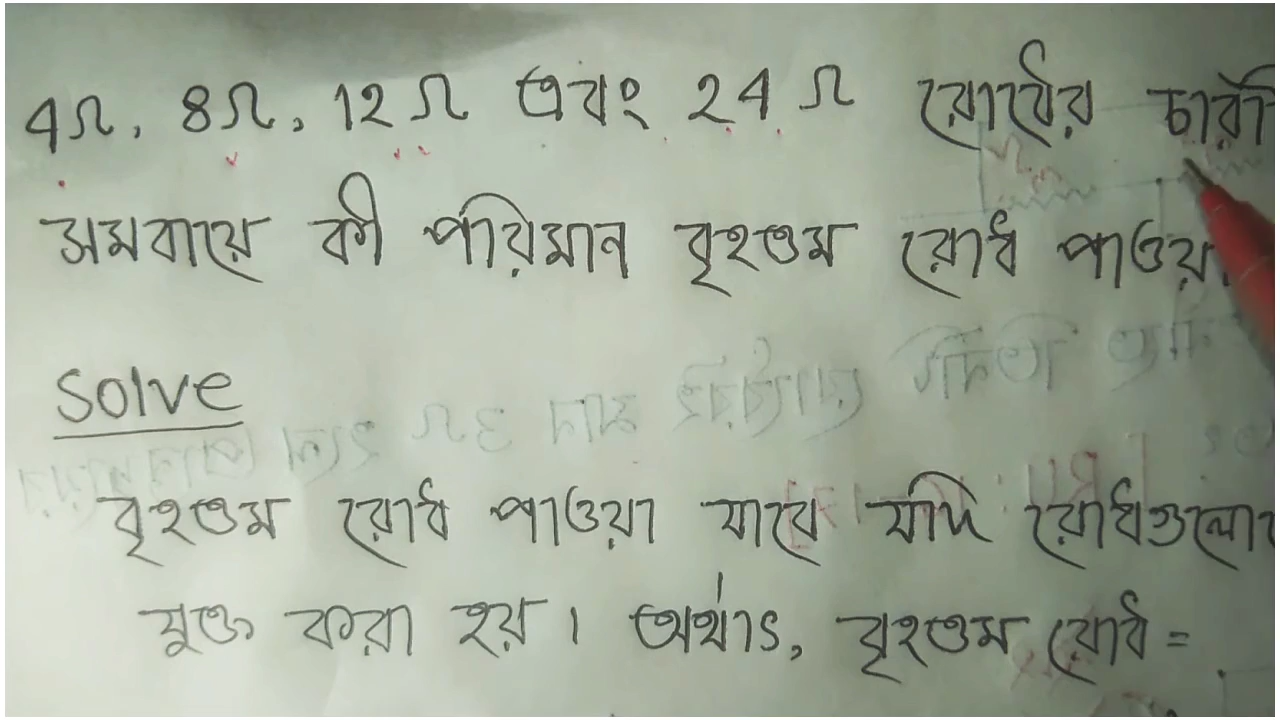 4Ω, 8Ω, 12Ω এবং 24Ω রোধের চারটি
সমবায়ে কী পরিমান বৃহত্তম রোধ পাওয়া
Solve
বৃহত্তম রোধ পাওয়া যাবে যদি রোধগুলো
যুক্ত করা হয়। অর্থাৎ, বৃহত্তম রোধ =